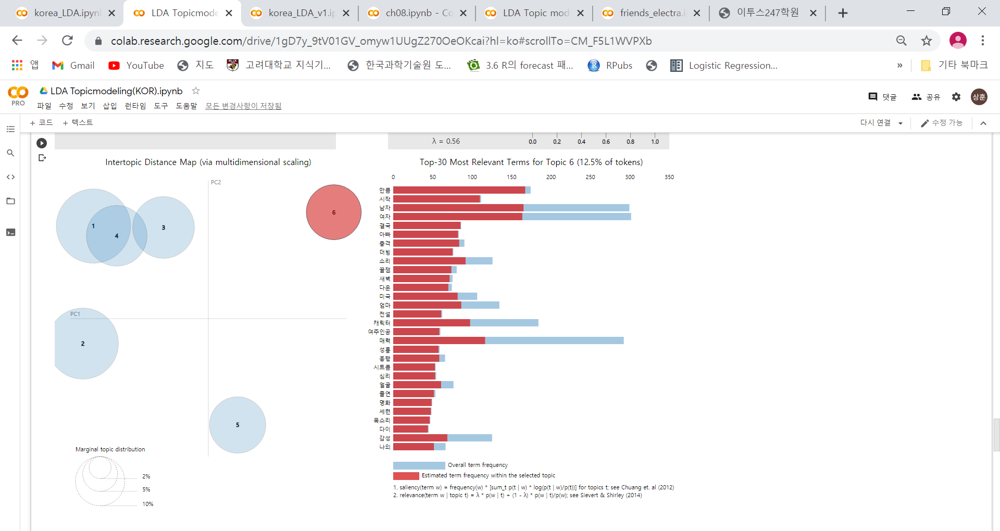 korea_LDA.ipyn
LDA Topicmode
korea_LDA_v1.ip
ch08.ipynb - Co
LDA Topic mod
friends_electra.i
이투스247학원
colab.research.google.com/drive/1gD7y_9tV01GV_omyw1UUgZ270OeOKcai?hl=ko#scrollTo=CM_F5L1WVPXb
앱 Gmail YouTube 지도 고려대학교 지식기... 한국과학기술원 도... 3.6 R의 forecast 패... RPubs Logistic Regression... » 기타 북마크
CO PRO
LDA Topicmodeling(KOR).ipynb
파일 수정 보기 삽입 런타임 도구 도움말 모든 변경사항이 저장됨
댓글 공유 상훈
+ 코드 + 텍스트
다시 연결 수정 가능
λ = 0.56
0.0 0.2 0.4 0.6 0.8 1.0
Intertopic Distance Map (via multidimensional scaling)
PC2
PC1
1
4
3
6
2
5
Marginal topic distribution
2%
5%
10%
Top-30 Most Relevant Terms for Topic 6 (12.5% of tokens)
0 50 100 150 200 250 300 350
만큼
시작
남자
여자
결국
아빠
충격
더빙
소리
꿀잼
새벽
다운
미국
엄마
전설
캐릭터
여주인공
매력
성룡
흥행
시트콤
심리
얼굴
출연
명화
세련
목소리
다이
감성
나의
Overall term frequency
Estimated term frequency within the selected topic
1. saliency(term w) = frequency(w) * [sum_t p(t | w) * log(p(t | w)/p(t))] for topics t; see Chuang et. al (2012)
2. relevance(term w | topic t) = λ * p(w | t) + (1 - λ) * p(w | t)/p(w); see Sievert & Shirley (2014)